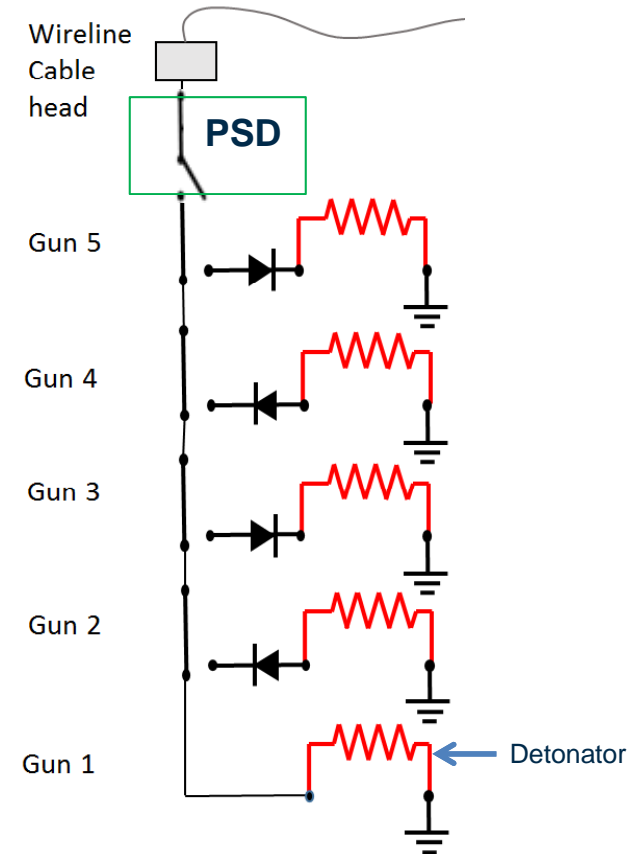 Wireline
Cable
head
PSD
Gun 5
Gun 4
Gun 3
Gun 2
Gun 1
Detonator